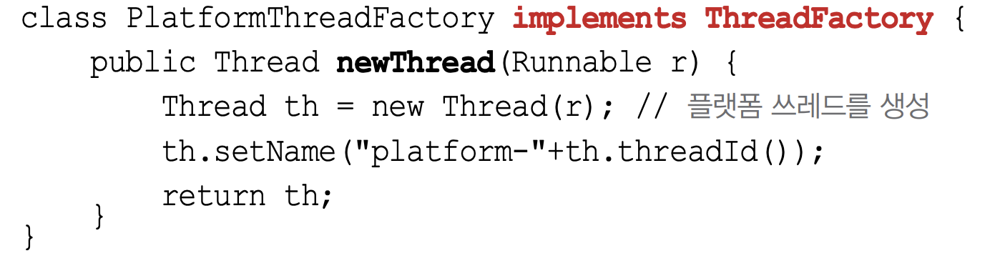 class PlatformThreadFactory implements ThreadFactory {
public Thread newThread(Runnable r) {
Thread th = new Thread(r); // 플랫폼 쓰레드를 생성
th.setName("platform-"+th.threadId());
return th;
}
}